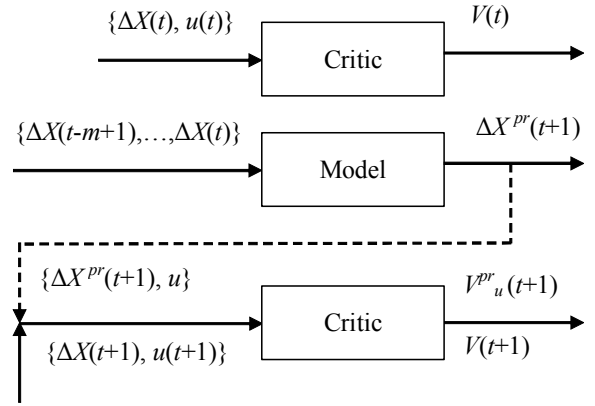 {ΔX(t), u(t)}
Critic
V(t)
{ΔX(t-m+1),…,ΔX(t)}
Model
ΔX^pr(t+1)
{ΔX^pr(t+1), u}
Critic
V^pr_u(t+1)
{ΔX(t+1), u(t+1)}
V(t+1)